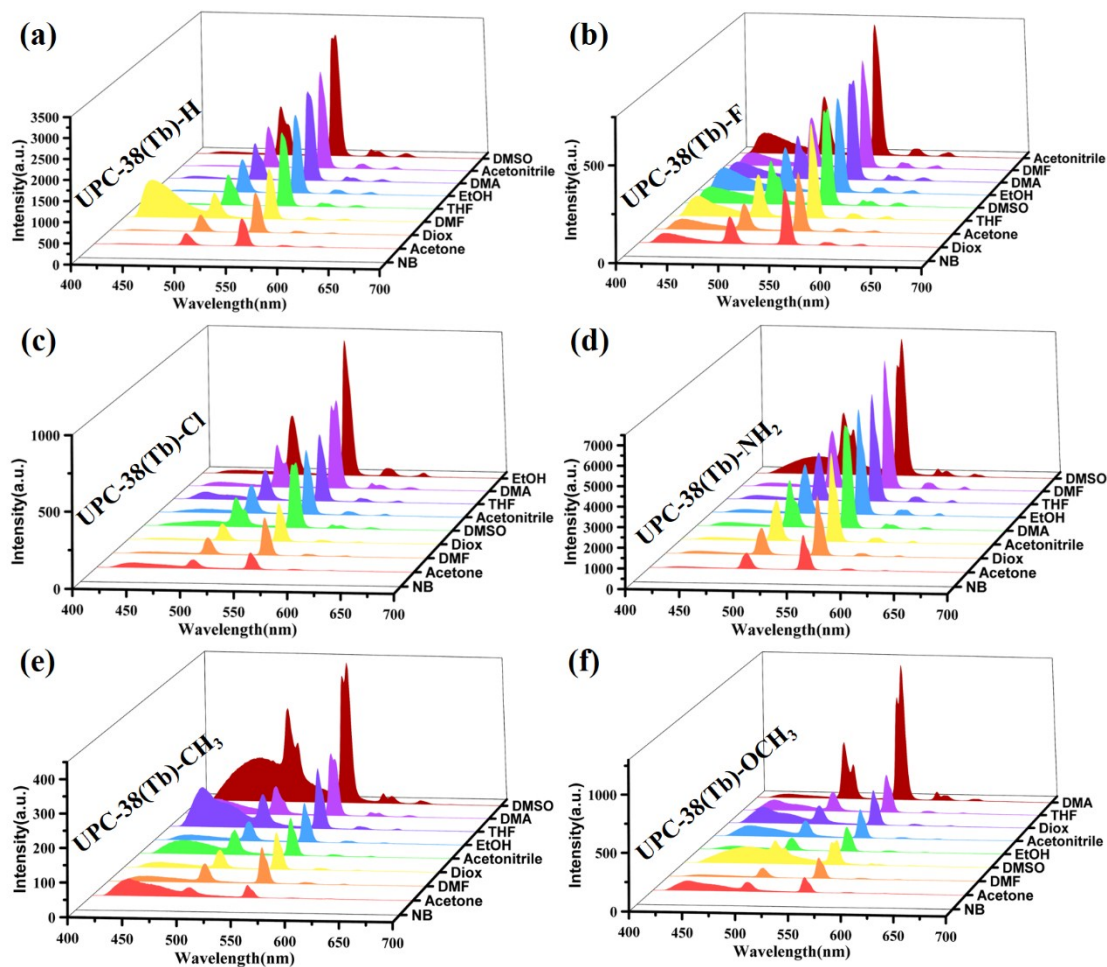 (a)
UPC-38(Tb)-H
Intensity(a.u.)
3500
3000
2500
2000
1500
1000
500
0
400 450 500 550 600 650 700
Wavelength(nm)
DMSO
Acetonitrile
DMA
EtOH
THF
DMF
Diox
Acetone
NB
(b)
UPC-38(Tb)-F
Intensity(a.u.)
500
0
400 450 500 550 600 650 700
Wavelength(nm)
Acetonitrile
DMF
DMA
EtOH
DMSO
THF
Acetone
Diox
NB
(c)
UPC-38(Tb)-Cl
Intensity(a.u.)
1000
500
0
400 450 500 550 600 650 700
Wavelength(nm)
EtOH
DMA
THF
Acetonitrile
DMSO
Diox
DMF
Acetone
NB
(d)
UPC-38(Tb)-NH₂
Intensity(a.u.)
7000
6000
5000
4000
3000
2000
1000
0
400 450 500 550 600 650 700
Wavelength(nm)
DMSO
DMF
THF
EtOH
DMA
Acetonitrile
Diox
Acetone
NB
(e)
UPC-38(Tb)-CH₃
Intensity(a.u.)
400
300
200
100
0
400 450 500 550 600 650 700
Wavelength(nm)
DMSO
DMA
THF
EtOH
Acetonitrile
Diox
DMF
Acetone
NB
(f)
UPC-38(Tb)-OCH₃
Intensity(a.u.)
1000
500
0
400 450 500 550 600 650 700
Wavelength(nm)
DMA
THF
Diox
Acetonitrile
EtOH
DMSO
DMF
Acetone
NB